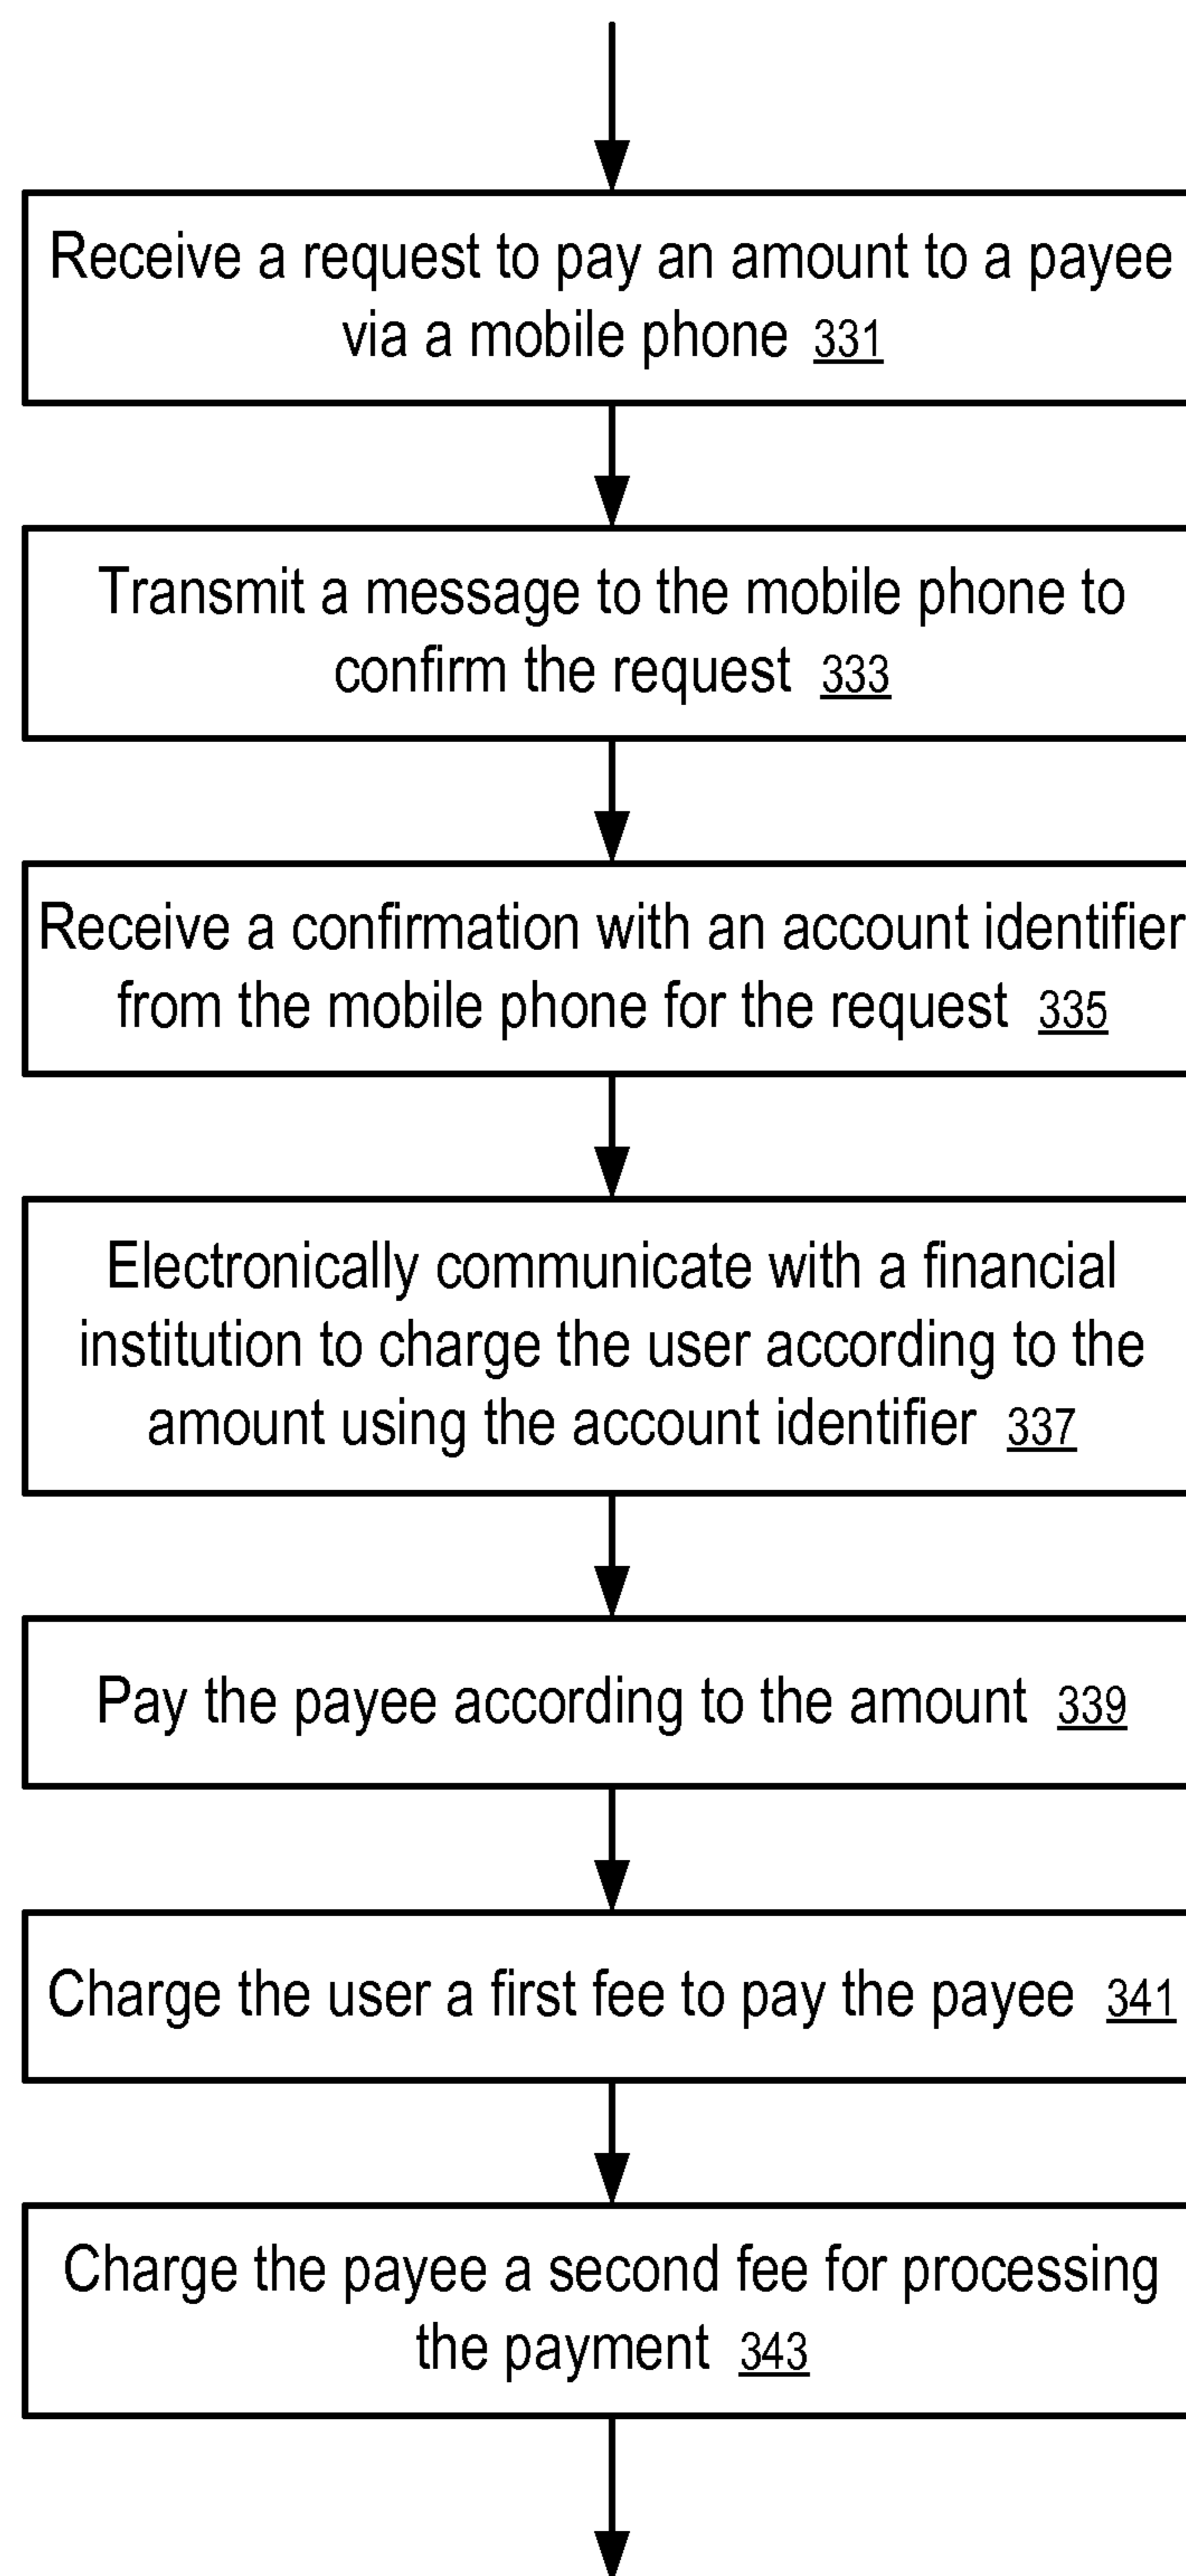 Receive a request to pay an amount to a payee
via a mobile phone 331
Transmit a message to the mobile phone to
confirm the request 333
Receive a confirmation with an account identifier
from the mobile phone for the request 335
Electronically communicate with a financial
institution to charge the user according to the
amount using the account identifier 337
Pay the payee according to the amount 339
Charge the user a first fee to pay the payee 341
Charge the payee a second fee for processing
the payment 343